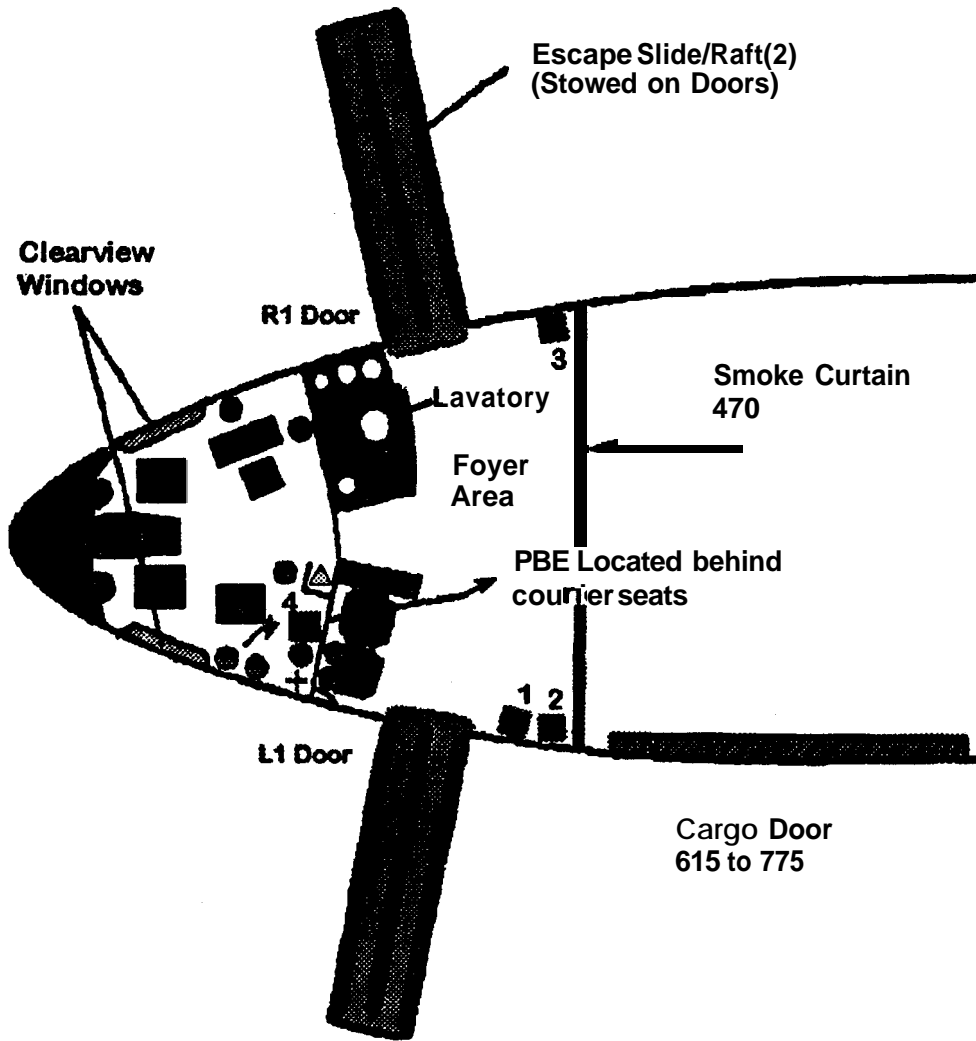 Escape Slide/Raft(2)
(Stowed on Doors)
Clearview
Windows
R1 Door
3
Smoke Curtain
470
Lavatory
Foyer
Area
PBE Located behind
courier seats
4
1 2
L1 Door
Cargo Door
615 to 775